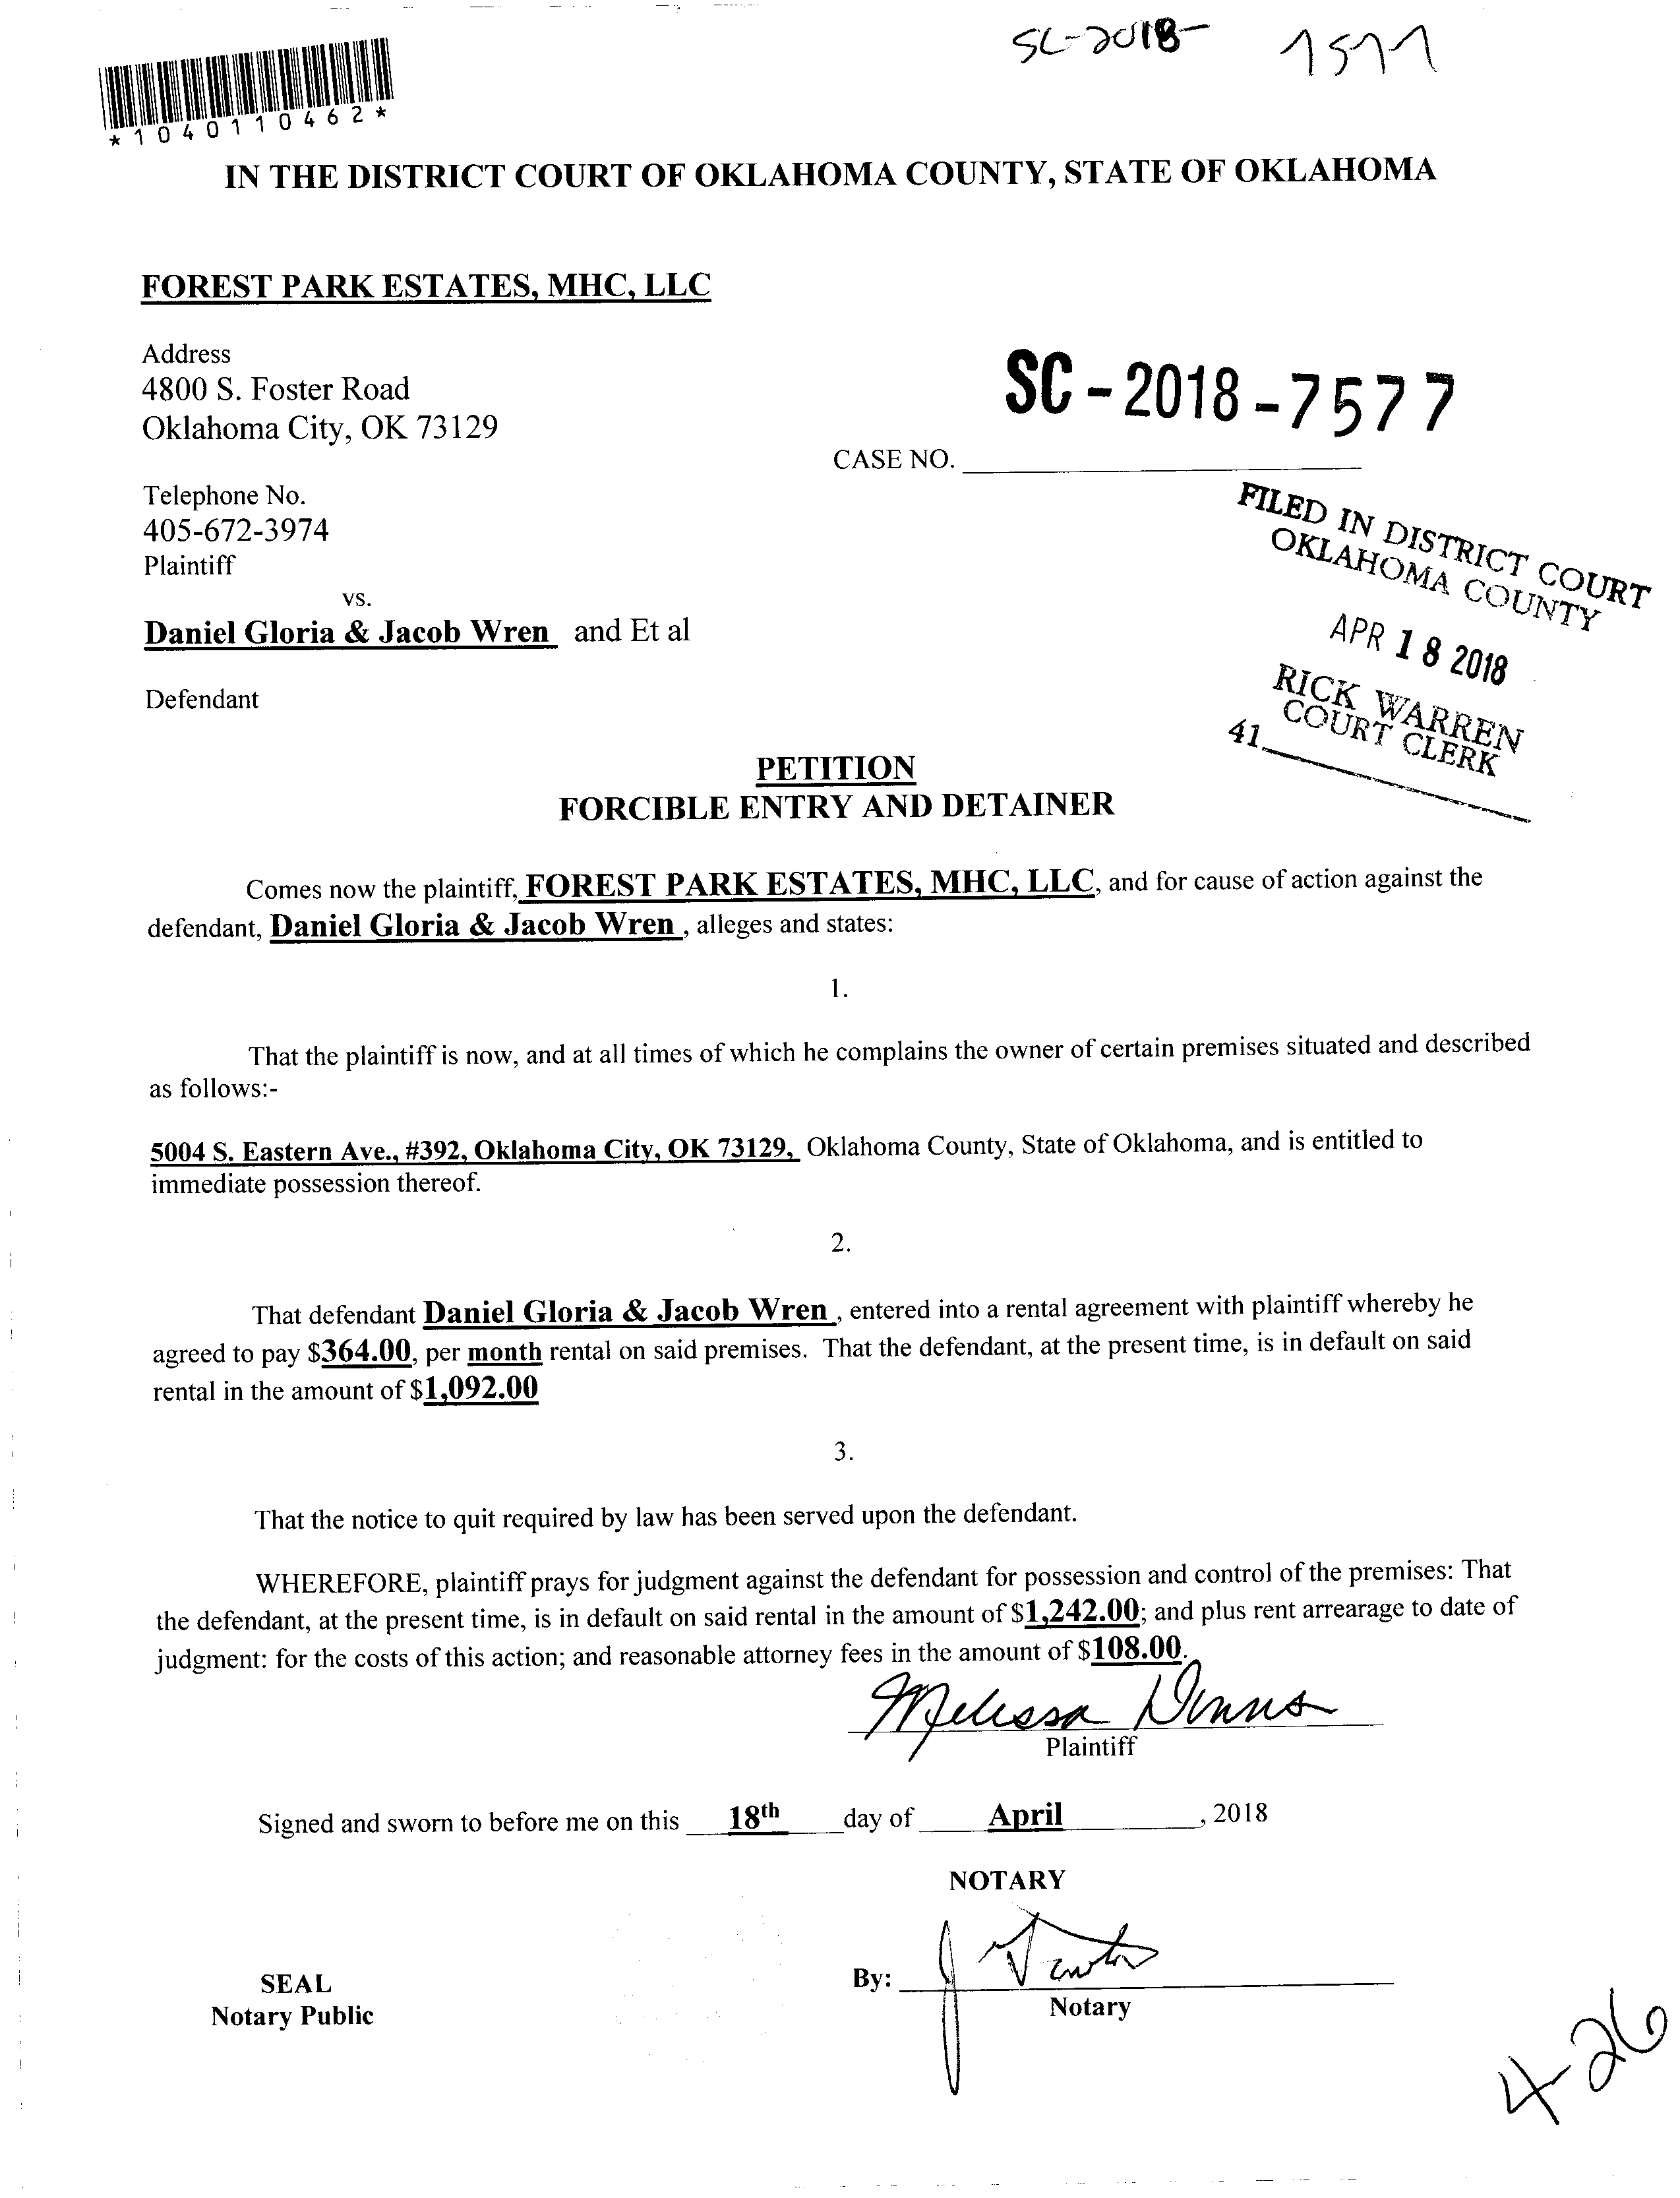 SC-2018- 7577
*1040110462*
IN THE DISTRICT COURT OF OKLAHOMA COUNTY, STATE OF OKLAHOMA
FOREST PARK ESTATES, MHC, LLC
Address
4800 S. Foster Road
Oklahoma City, OK 73129
SC-2018-7577
CASE NO.
Telephone No.
405-672-3974
Plaintiff
vs.
Daniel Gloria & Jacob Wren and Et al
Defendant
FILED IN DISTRICT COURT
OKLAHOMA COUNTY
APR 18 2018
RICK WARREN
COURT CLERK
41
PETITION
FORCIBLE ENTRY AND DETAINER
Comes now the plaintiff, FOREST PARK ESTATES, MHC, LLC, and for cause of action against the
defendant, Daniel Gloria & Jacob Wren , alleges and states:
1.
That the plaintiff is now, and at all times of which he complains the owner of certain premises situated and described
as follows:-
5004 S. Eastern Ave., #392, Oklahoma City, OK 73129, Oklahoma County, State of Oklahoma, and is entitled to
immediate possession thereof.
2.
That defendant Daniel Gloria & Jacob Wren , entered into a rental agreement with plaintiff whereby he
agreed to pay $364.00, per month rental on said premises. That the defendant, at the present time, is in default on said
rental in the amount of $1,092.00
3.
That the notice to quit required by law has been served upon the defendant.
WHEREFORE, plaintiff prays for judgment against the defendant for possession and control of the premises: That
the defendant, at the present time, is in default on said rental in the amount of $1,242.00; and plus rent arrearage to date of
judgment: for the costs of this action; and reasonable attorney fees in the amount of $108.00.
Melissa
Plaintiff
Signed and sworn to before me on this 18th day of April , 2018
NOTARY
SEAL
Notary Public
By:
Notary
4-26